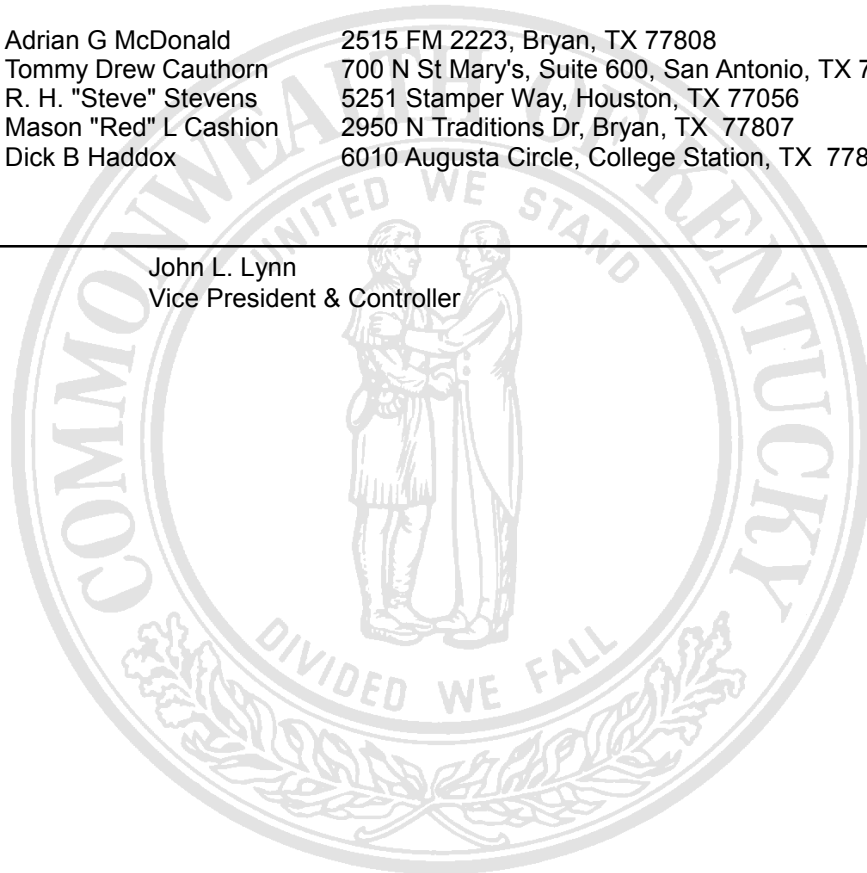 Adrian G McDonald 2515 FM 2223, Bryan, TX 77808
Tommy Drew Cauthorn 700 N St Mary's, Suite 600, San Antonio, TX
R. H. "Steve" Stevens 5251 Stamper Way, Houston, TX 77056
Mason "Red" L Cashion 2950 N Traditions Dr, Bryan, TX 77807
Dick B Haddox 6010 Augusta Circle, College Station, TX
John L. Lynn
Vice President & Controller
COMMONWEALTH OF KENTUCKY
UNITED WE STAND
DIVIDED WE FALL